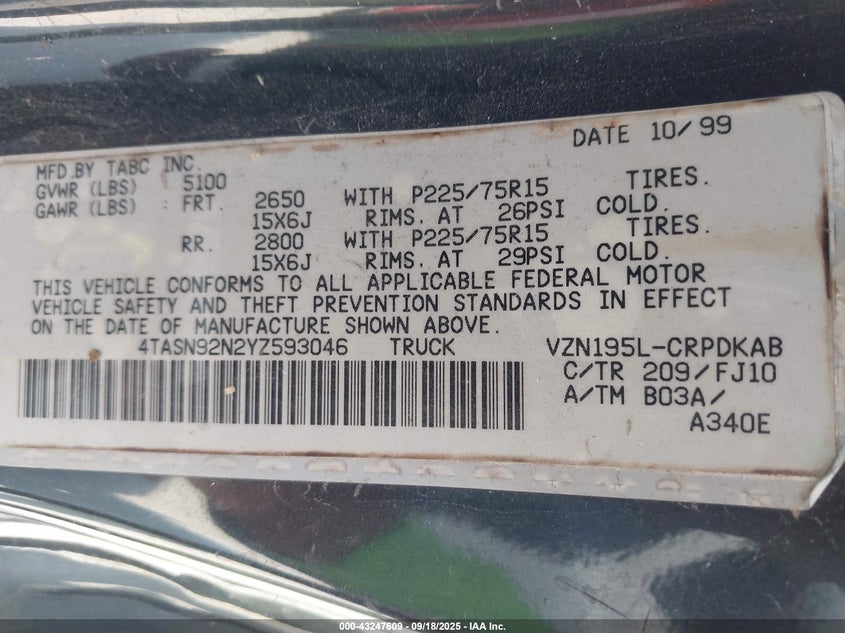 DATE 10/99
MFD.BY TABC INC.
GVWR (LBS) 5100
GAWR (LBS) : FRT. 2650 WITH P225/75R15 TIRES.
15X6J RIMS. AT 26PSI COLD.
RR. 2800 WITH P225/75R15 TIRES.
15X6J RIMS. AT 29PSI COLD.
THIS VEHICLE CONFORMS TO ALL APPLICABLE FEDERAL MOTOR
VEHICLE SAFETY AND THEFT PREVENTION STANDARDS IN EFFECT
ON THE DATE OF MANUFACTURE SHOWN ABOVE.
4TASN92N2YZ593046 TRUCK VZN195L-CRPDKAB
C/TR 209/FJ10
A/TM B03A/
A340E
000-43247609 - 09/18/2025 - IAA Inc.